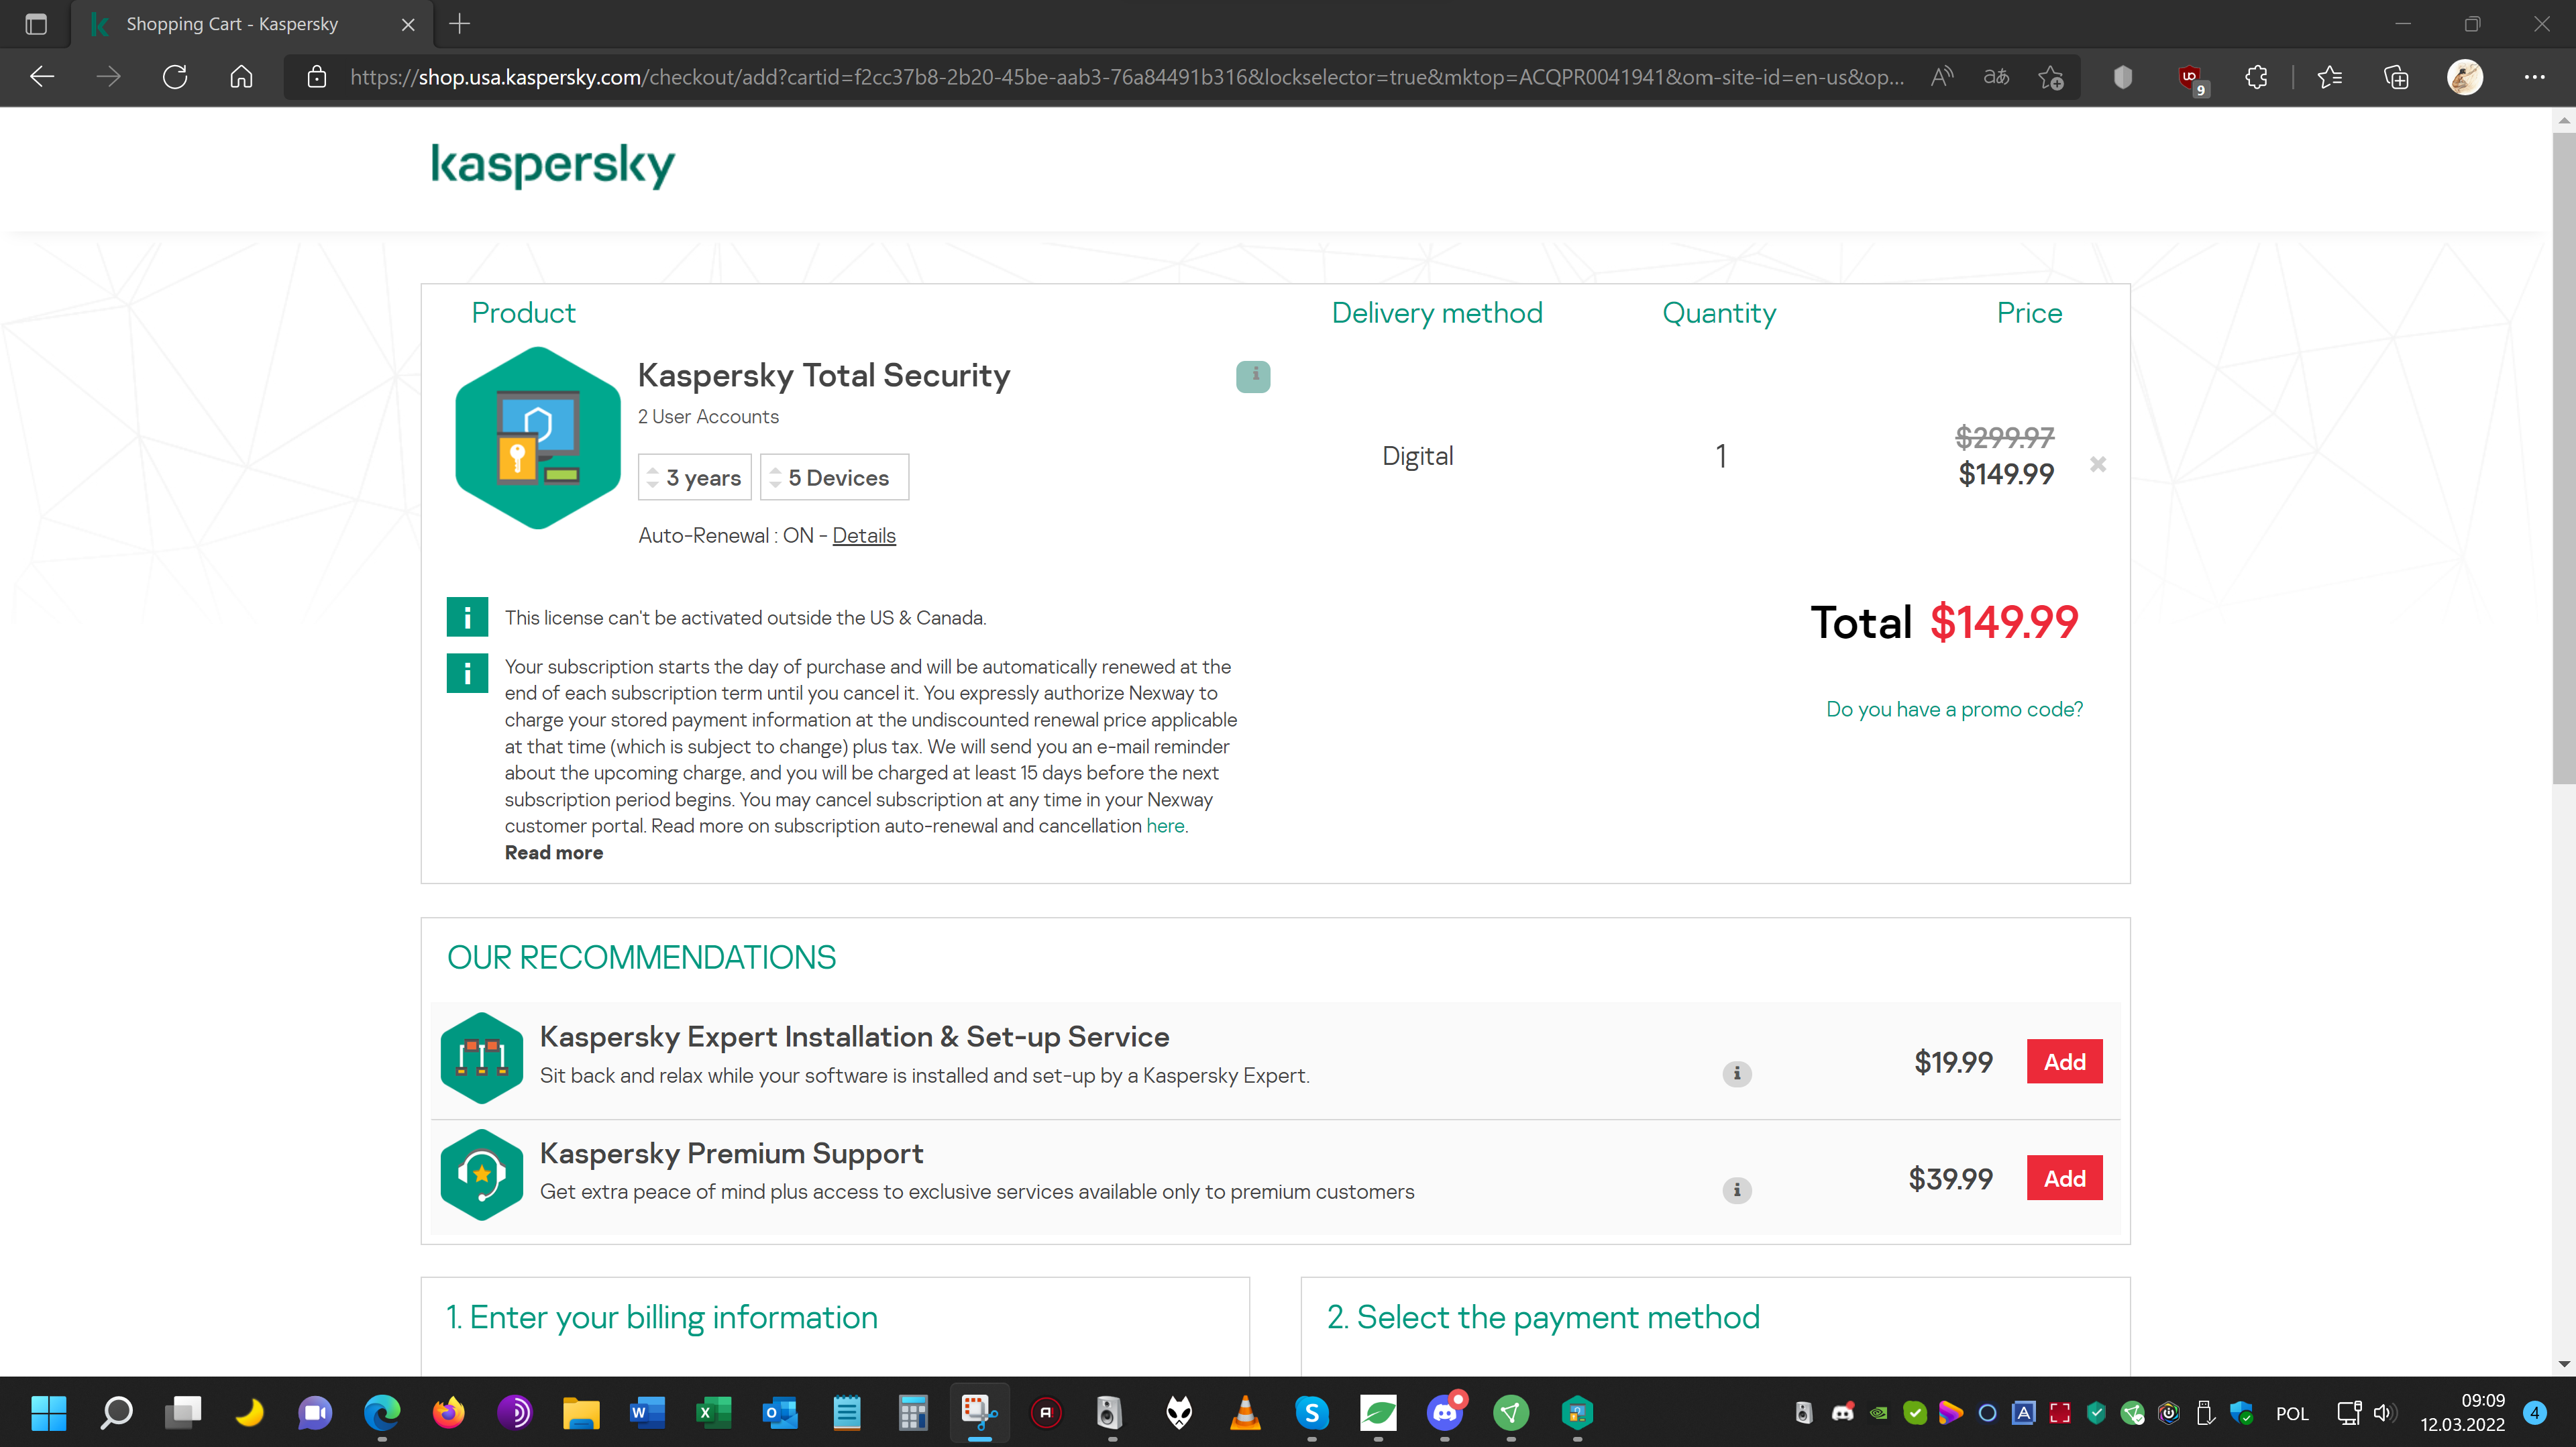 Shopping Cart - Kaspersky
https://shop.usa.kaspersky.com/checkout/add?cartid=f2cc37b8-2b20-45be-aab3-76a84491b316&lockselector=true&mktop=ACQPR0041941&om-site-id=en-us&op...
9
kaspersky
Product
Delivery method
Quantity
Price
Kaspersky Total Security
2 User Accounts
3 years
5 Devices
Auto-Renewal : ON - Details
Digital
1
$299.97
$149.99
This license can't be activated outside the US & Canada.
Total $149.99
Your subscription starts the day of purchase and will be automatically renewed at the
end of each subscription term until you cancel it. You expressly authorize Nexway to
charge your stored payment information at the undiscounted renewal price applicable
at that time (which is subject to change) plus tax. We will send you an e-mail reminder
about the upcoming charge, and you will be charged at least 15 days before the next
subscription period begins. You may cancel subscription at any time in your Nexway
customer portal. Read more on subscription auto-renewal and cancellation here.
Read more
Do you have a promo code?
OUR RECOMMENDATIONS
Kaspersky Expert Installation & Set-up Service
Sit back and relax while your software is installed and set-up by a Kaspersky Expert.
$19.99
Add
Kaspersky Premium Support
Get extra peace of mind plus access to exclusive services available only to premium customers
$39.99
Add
1. Enter your billing information
2. Select the payment method
POL
09:09
12.03.2022
4